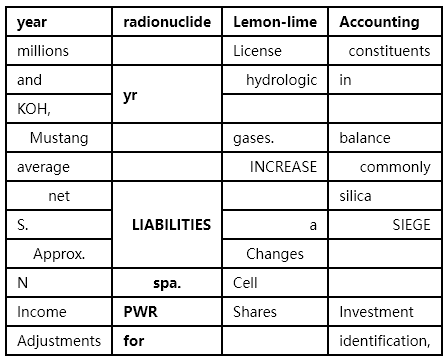 year radionuclide Lemon-lime Accounting
millions License constituents
and yr hydrologic in
KOH,
Mustang gases. balance
average INCREASE commonly
net silica
S. LIABILITIES a SIEGE
Approx. Changes
N spa. Cell
Income PWR Shares Investment
Adjustments for identification,